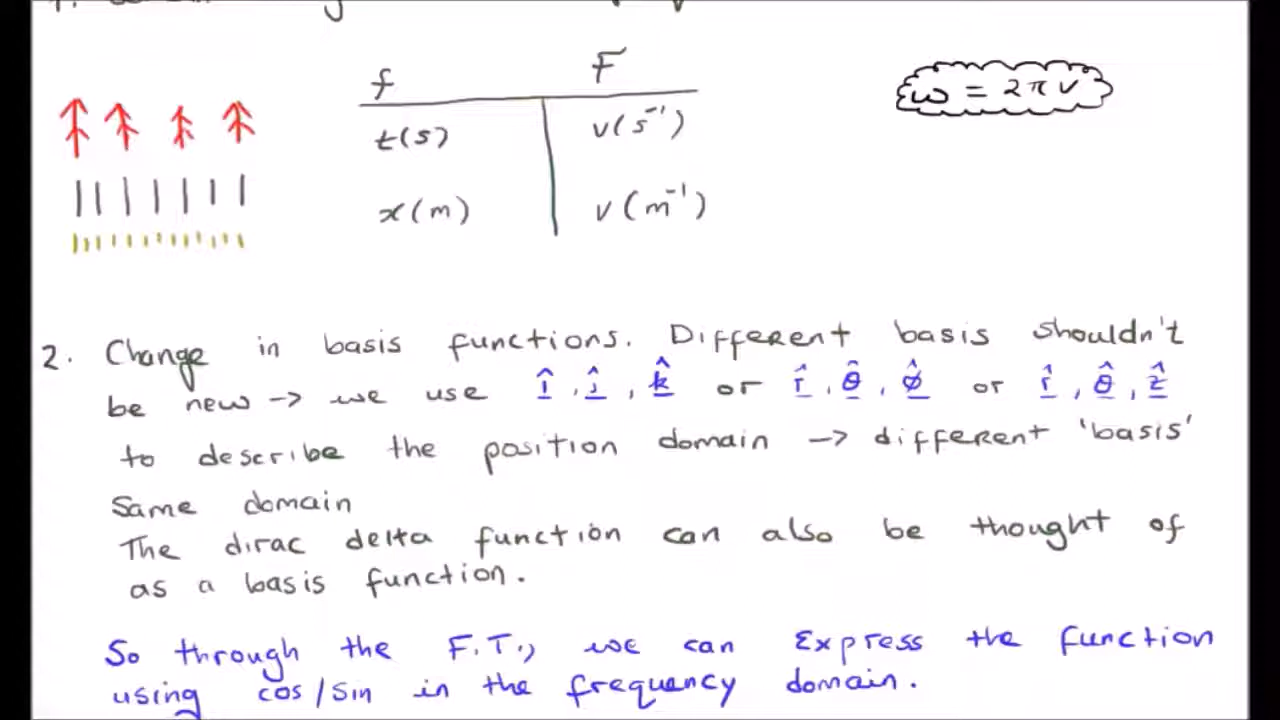 f F
ω = 2πν
t(s) ν(s⁻¹)
x(m) ν(m⁻¹)
2. Change in basis functions. Different basis shouldn't
be new -> we use î, ĵ, k̂ or r̂, θ̂, φ̂ or r̂, θ̂, ẑ
to describe the position domain -> different 'basis'
Same domain
The dirac delta function can also be thought of
as a basis function.
So through the F.T., we can Express the function
using cos/sin in the frequency domain.